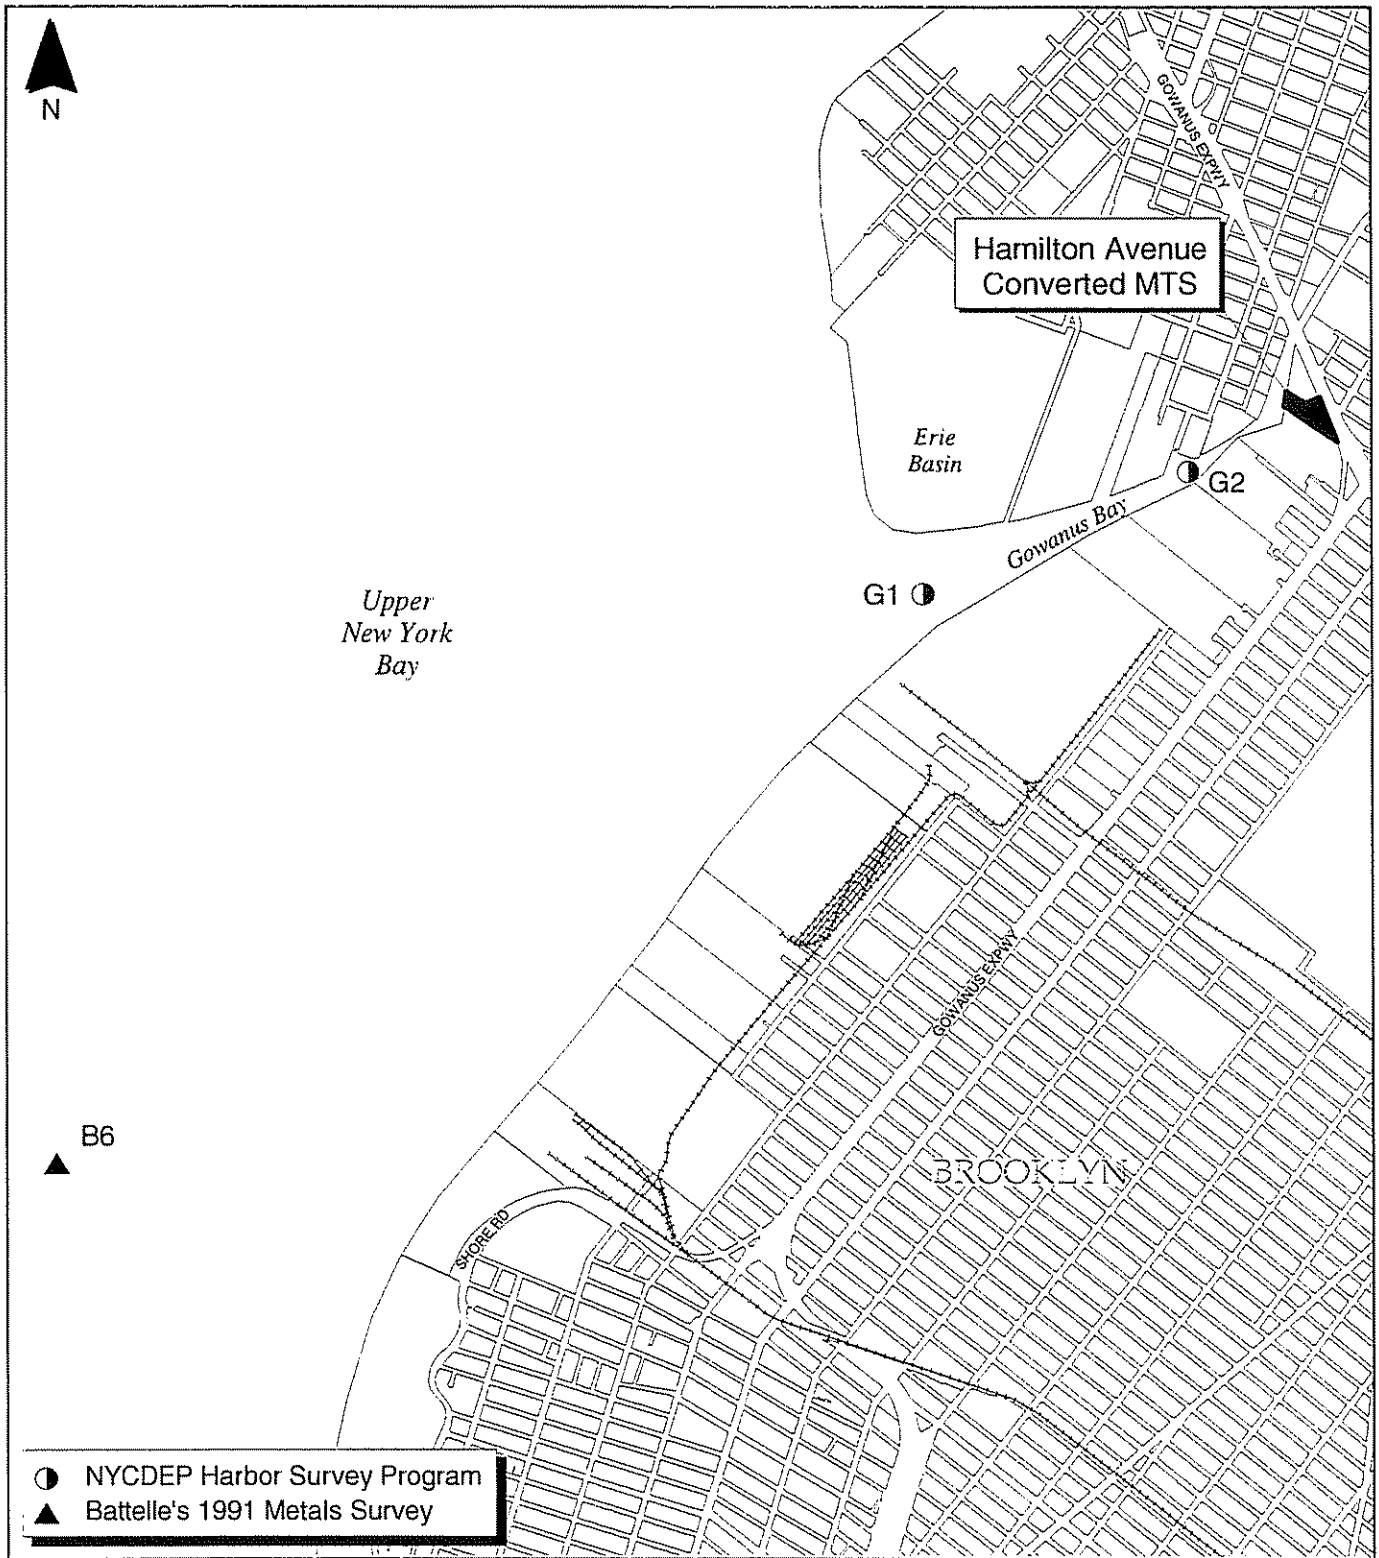 N
GOWANUS EXPWY
Hamilton Avenue
Converted MTS
Erie
Basin
G2
Gowanus Bay
G1
Upper
New York
Bay
GOWANUS EXPWY
B6
BROOKLYN
SHORE RD
NYCDEP Harbor Survey Program
Battelle's 1991 Metals Survey